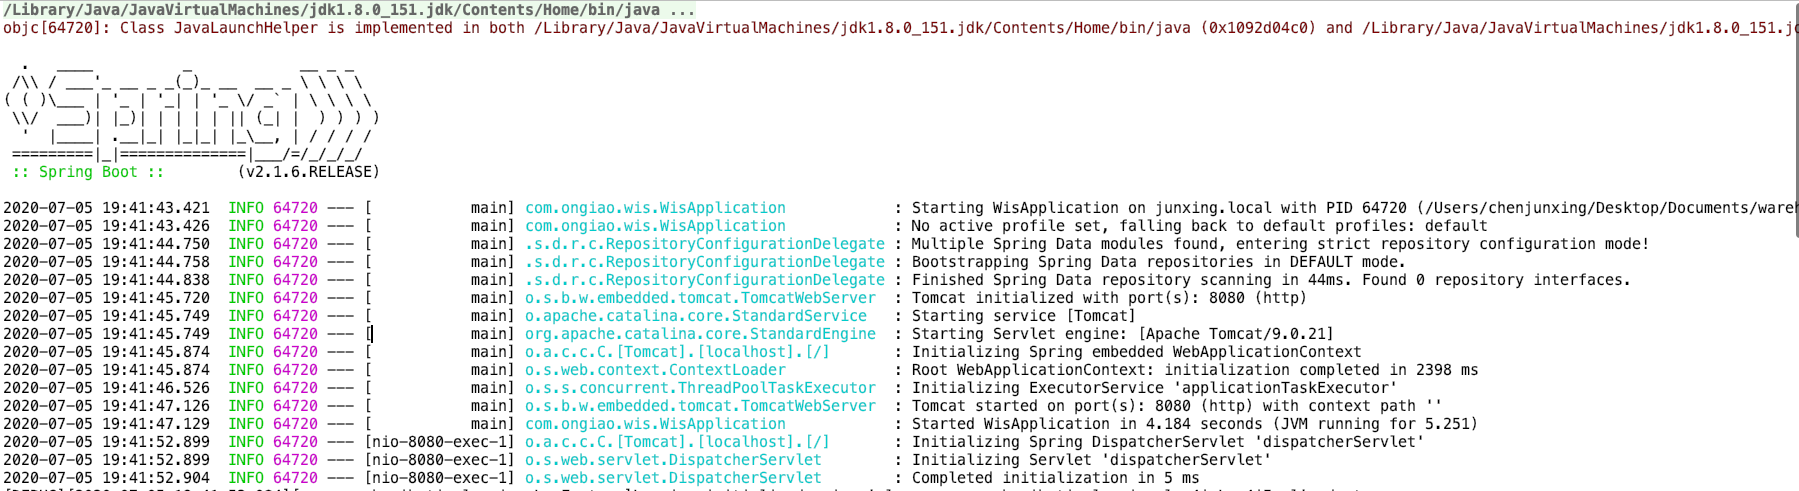 /Library/Java/JavaVirtualMachines/jdk1.8.0_151.jdk/Contents/Home/bin/java ...
objc[64720]: Class JavaLaunchHelper is implemented in both /Library/Java/JavaVirtualMachines/jdk1.8.0_151.jdk/Contents/Home/bin/java (0x1092d04c0) and /Library/Java/JavaVirtualMachines/jdk1.8.0_151.jd
  .   ____          _            __ _ _
 /\\ / ___'_ __ _ _(_)_ __  __ _ \ \ \ \
( ( )\___ | '_ | '_| | '_ \/ _` | \ \ \ \
 \\/  ___)| |_)| | | | | || (_| |  ) ) ) )
  '  |____| .__|_| |_|_| |_\__, | / / / /
 =========|_|==============|___/=/_/_/_/
 :: Spring Boot ::        (v2.1.6.RELEASE)
2020-07-05 19:41:43.421  INFO 64720 --- [           main] com.ongiao.wis.WisApplication            : Starting WisApplication on junxing.local with PID 64720 (/Users/chenjunxing/Desktop/Documents/wareh
2020-07-05 19:41:43.426  INFO 64720 --- [           main] com.ongiao.wis.WisApplication            : No active profile set, falling back to default profiles: default
2020-07-05 19:41:44.750  INFO 64720 --- [           main] .s.d.r.c.RepositoryConfigurationDelegate : Multiple Spring Data modules found, entering strict repository configuration mode!
2020-07-05 19:41:44.758  INFO 64720 --- [           main] .s.d.r.c.RepositoryConfigurationDelegate : Bootstrapping Spring Data repositories in DEFAULT mode.
2020-07-05 19:41:44.838  INFO 64720 --- [           main] .s.d.r.c.RepositoryConfigurationDelegate : Finished Spring Data repository scanning in 44ms. Found 0 repository interfaces.
2020-07-05 19:41:45.720  INFO 64720 --- [           main] o.s.b.w.embedded.tomcat.TomcatWebServer  : Tomcat initialized with port(s): 8080 (http)
2020-07-05 19:41:45.749  INFO 64720 --- [           main] o.apache.catalina.core.StandardService   : Starting service [Tomcat]
2020-07-05 19:41:45.749  INFO 64720 --- [           main] org.apache.catalina.core.StandardEngine  : Starting Servlet engine: [Apache Tomcat/9.0.21]
2020-07-05 19:41:45.874  INFO 64720 --- [           main] o.a.c.c.C.[Tomcat].[localhost].[/]       : Initializing Spring embedded WebApplicationContext
2020-07-05 19:41:45.874  INFO 64720 --- [           main] o.s.web.context.ContextLoader            : Root WebApplicationContext: initialization completed in 2398 ms
2020-07-05 19:41:46.526  INFO 64720 --- [           main] o.s.s.concurrent.ThreadPoolTaskExecutor  : Initializing ExecutorService 'applicationTaskExecutor'
2020-07-05 19:41:47.126  INFO 64720 --- [           main] o.s.b.w.embedded.tomcat.TomcatWebServer  : Tomcat started on port(s): 8080 (http) with context path ''
2020-07-05 19:41:47.129  INFO 64720 --- [           main] com.ongiao.wis.WisApplication            : Started WisApplication in 4.184 seconds (JVM running for 5.251)
2020-07-05 19:41:52.899  INFO 64720 --- [nio-8080-exec-1] o.a.c.c.C.[Tomcat].[localhost].[/]       : Initializing Spring DispatcherServlet 'dispatcherServlet'
2020-07-05 19:41:52.899  INFO 64720 --- [nio-8080-exec-1] o.s.web.servlet.DispatcherServlet        : Initializing Servlet 'dispatcherServlet'
2020-07-05 19:41:52.904  INFO 64720 --- [nio-8080-exec-1] o.s.web.servlet.DispatcherServlet        : Completed initialization in 5 ms